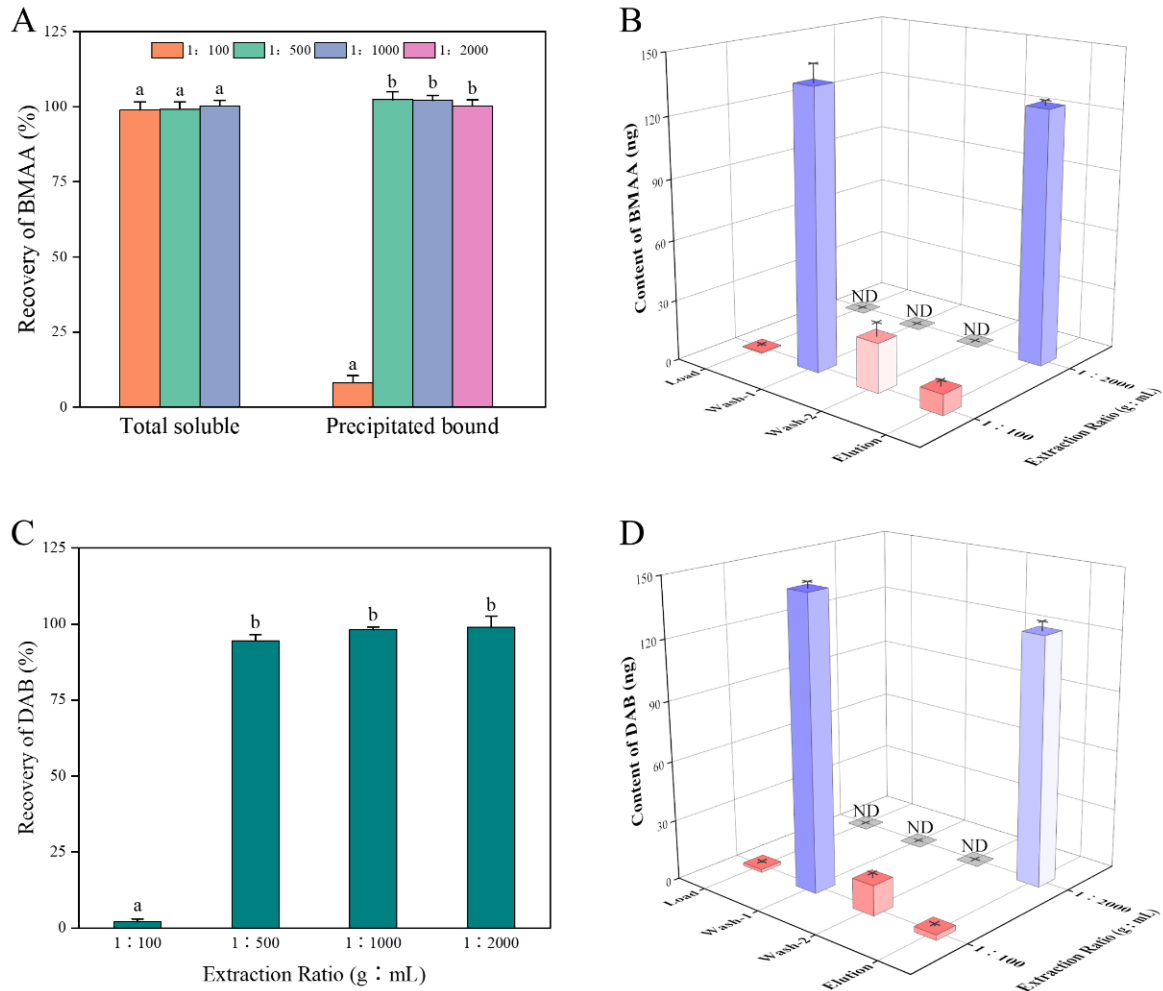 A
125
100
75
50
25
0
Recovery of BMAA (%)
1：100 1：500 1：1000 1：2000
a a a
a b b b
Total soluble Precipitated bound
B
150
120
90
60
30
0
Content of BMAA (ng)
ND
ND
ND
Load
Wash-1
Wash-2
Elution
1：100
1：2000
Extraction Ratio (g : mL)
C
125
100
75
50
25
0
Recovery of DAB (%)
a b b b
1：100 1：500 1：1000 1：2000
Extraction Ratio (g：mL)
D
150
120
90
60
30
0
Content of DAB (ng)
ND
ND
ND
Load
Wash-1
Wash-2
Elution
1：100
1：2000
Extraction Ratio (g : mL)